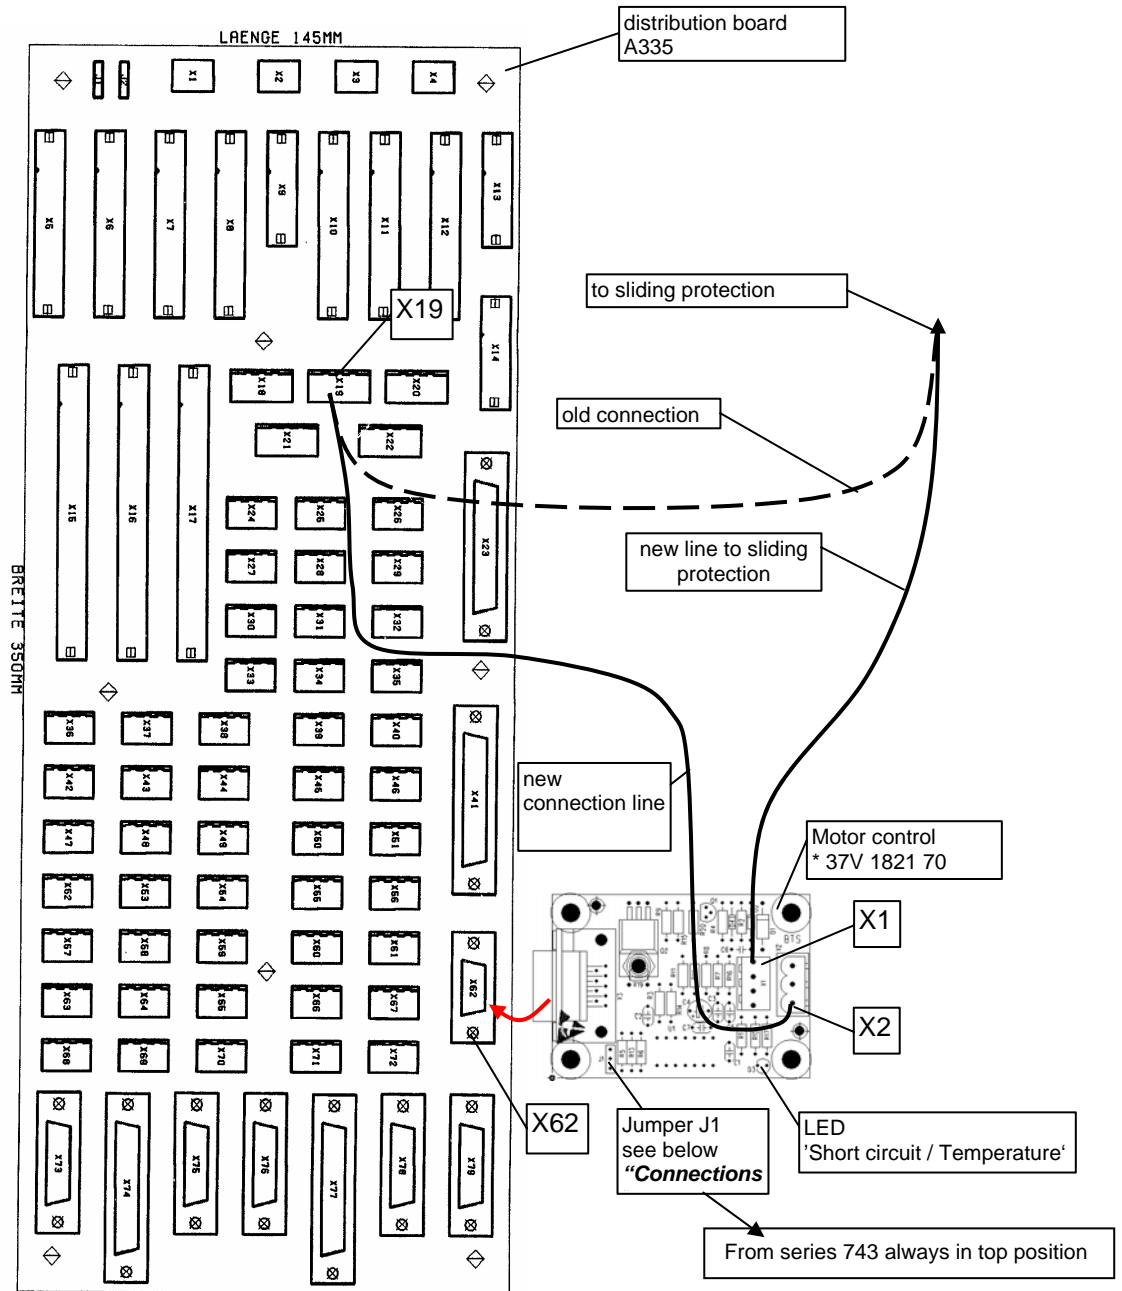 LAENGE 145MM
distribution board
A335
J1
J2
X1
X2
X3
X4
X5
X6
X7
X8
X9
X10
X11
X12
X13
to sliding protection
X19
X14
X18
X19
X20
old connection
X21
X22
X15
X16
X17
X24
X25
X26
X23
new line to sliding
protection
X27
X28
X29
BREITE 350MM
X30
X31
X32
X33
X34
X35
X36
X37
X38
X39
X40
X41
new
connection line
X42
X43
X44
X45
X46
X47
X48
X49
X50
X51
Motor control
* 37V 1821 70
X52
X53
X54
X55
X56
X1
BTS
X57
X58
X59
X60
X61
X62
X2
X63
X64
X65
X66
X67
X68
X69
X70
X71
X72
X62
Jumper J1
see below
"Connections
LED
'Short circuit / Temperature'
X73
X74
X75
X76
X77
X78
X79
From series 743 always in top position